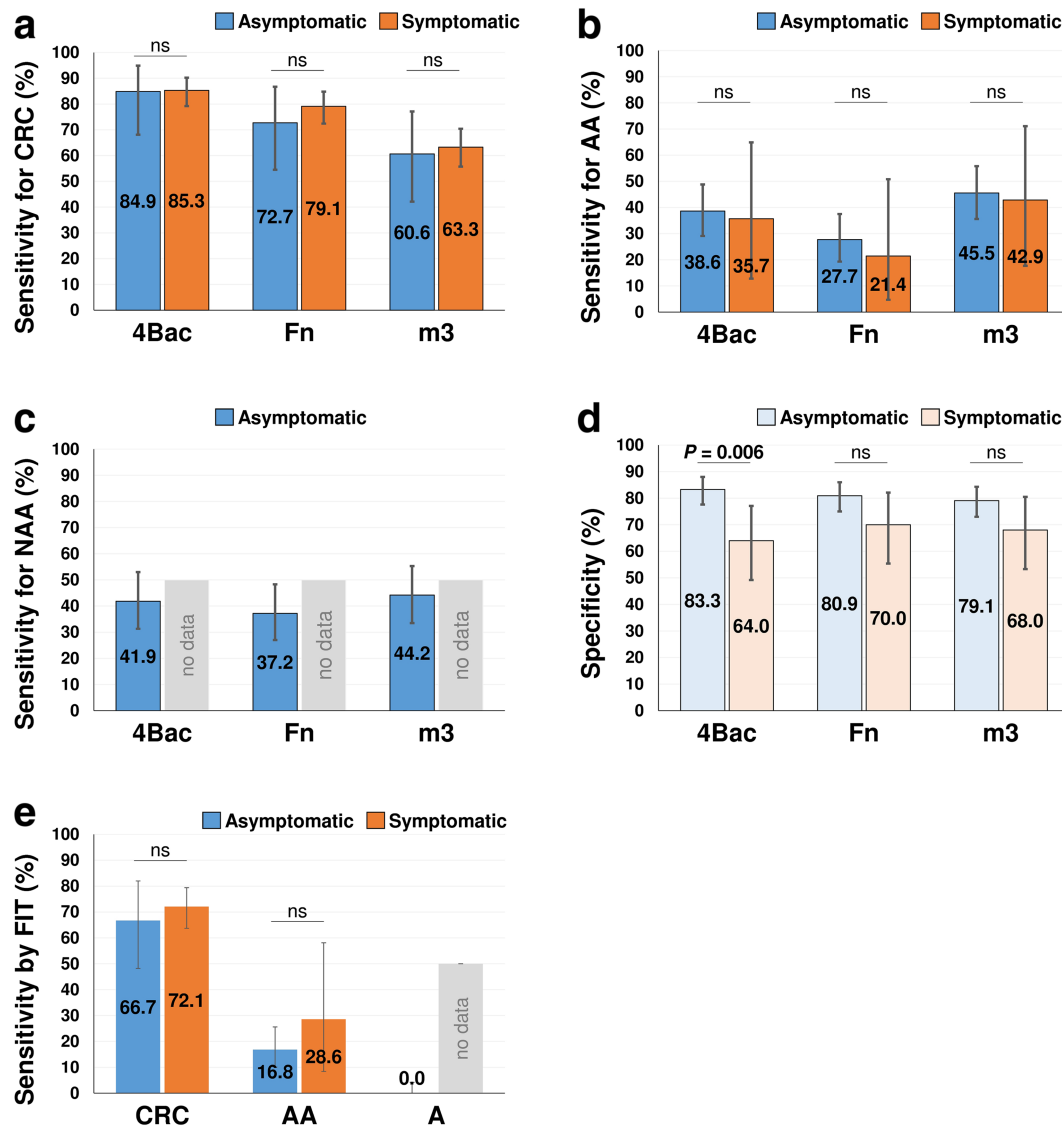 a
Asymptomatic Symptomatic
Sensitivity for CRC (%)
100
90
80
70
60
50
40
30
20
10
0
ns ns ns
84.9 85.3 72.7 79.1 60.6 63.3
4Bac Fn m3
b
Asymptomatic Symptomatic
Sensitivity for AA (%)
100
90
80
70
60
50
40
30
20
10
0
ns ns ns
38.6 35.7 27.7 21.4 45.5 42.9
4Bac Fn m3
c
Asymptomatic
Sensitivity for NAA (%)
100
90
80
70
60
50
40
30
20
10
0
41.9 no data 37.2 no data 44.2 no data
4Bac Fn m3
d
Asymptomatic Symptomatic
Specificity (%)
100
90
80
70
60
50
40
30
20
10
0
P = 0.006 ns ns
83.3 64.0 80.9 70.0 79.1 68.0
4Bac Fn m3
e
Asymptomatic Symptomatic
Sensitivity by FIT (%)
100
90
80
70
60
50
40
30
20
10
0
ns ns
66.7 72.1 16.8 28.6 0.0 no data
CRC AA A